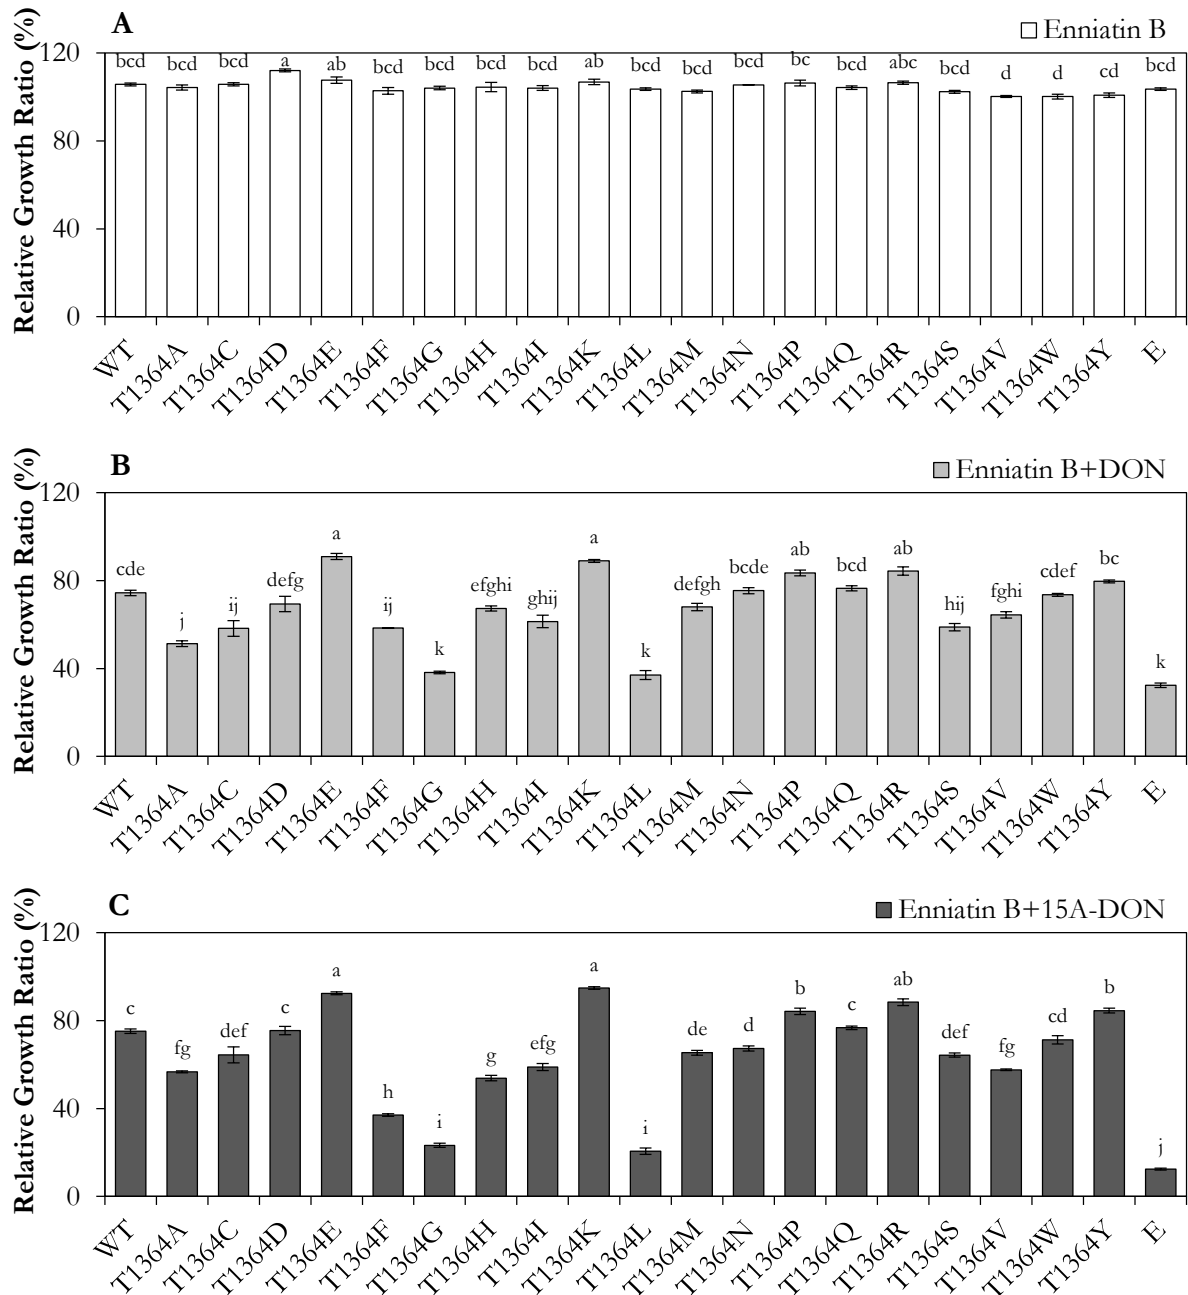 A
Enniatin B
Relative Growth Ratio (%)
120
80
40
0
bcd bcd bcd a ab bcd bcd bcd bcd ab bcd bcd bcd bc bcd abc bcd d d cd bcd
WT T1364A T1364C T1364D T1364E T1364F T1364G T1364H T1364I T1364K T1364L T1364M T1364N T1364P T1364Q T1364R T1364S T1364V T1364W T1364Y E
B
Enniatin B+DON
Relative Growth Ratio (%)
120
80
40
0
cde j ij defg a ij k efghi ghij a k defgh bcde ab bcd ab hij fghi cdef bc k
WT T1364A T1364C T1364D T1364E T1364F T1364G T1364H T1364I T1364K T1364L T1364M T1364N T1364P T1364Q T1364R T1364S T1364V T1364W T1364Y E
C
Enniatin B+15A-DON
Relative Growth Ratio (%)
120
80
40
0
c fg def c a h i g efg a i de d b c ab def fg cd b j
WT T1364A T1364C T1364D T1364E T1364F T1364G T1364H T1364I T1364K T1364L T1364M T1364N T1364P T1364Q T1364R T1364S T1364V T1364W T1364Y E